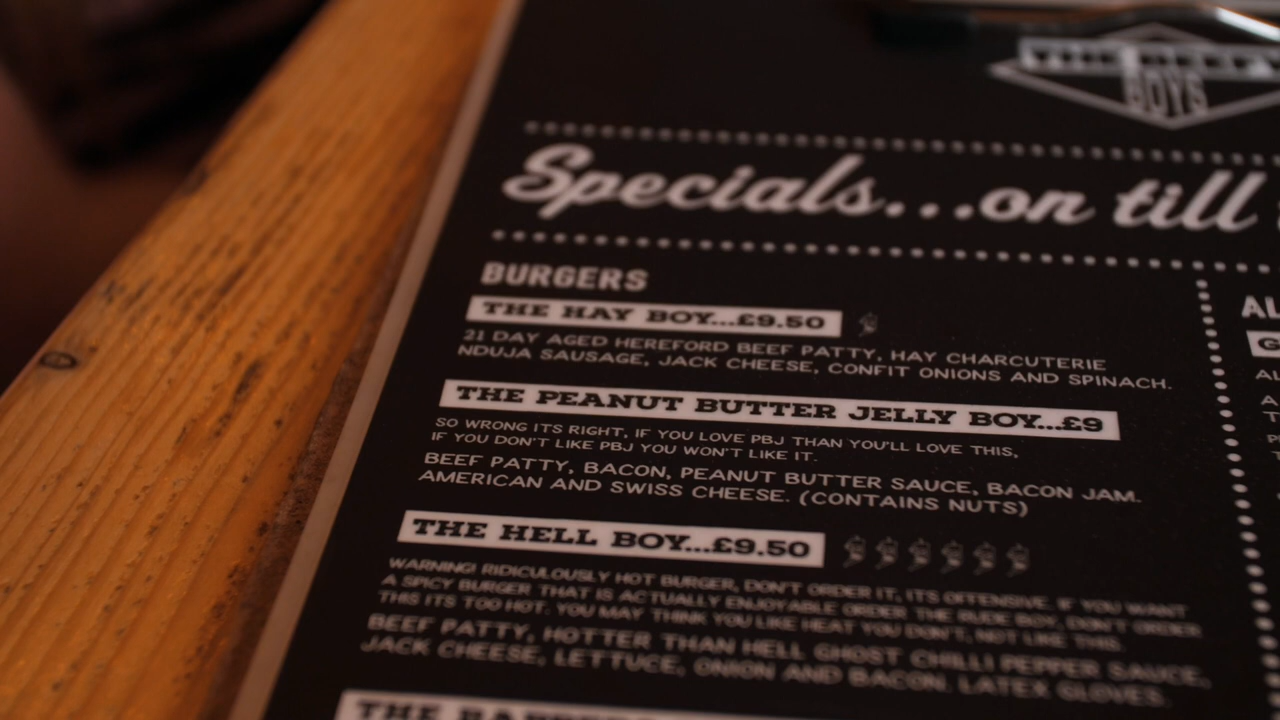 THE BEEFY
BOYS
Specials...on till
BURGERS
THE HAY BOY...£9.50
21 DAY AGED HEREFORD BEEF PATTY, HAY CHARCUTERIE
NDUJA SAUSAGE, JACK CHEESE, CONFIT ONIONS AND SPINACH.
THE PEANUT BUTTER JELLY BOY...£9
SO WRONG ITS RIGHT, IF YOU LOVE PBJ THAN YOU'LL LOVE THIS,
IF YOU DON'T LIKE PBJ YOU WON'T LIKE IT.
BEEF PATTY, BACON, PEANUT BUTTER SAUCE, BACON JAM.
AMERICAN AND SWISS CHEESE. (CONTAINS NUTS)
THE HELL BOY...£9.50
WARNING! RIDICULOUSLY HOT BURGER, DON'T ORDER IT, ITS OFFENSIVE. IF YOU WANT
A SPICY BURGER THAT IS ACTUALLY ENJOYABLE ORDER THE RUDE BOY, DON'T ORDER
THIS ITS TOO HOT. YOU MAY THINK YOU LIKE HEAT YOU DON'T, NOT LIKE THIS.
BEEF PATTY, HOTTER THAN HELL GHOST CHILLI PEPPER SAUCE,
JACK CHEESE, LETTUCE, ONION AND BACON. LATEX GLOVES.
THE
AL